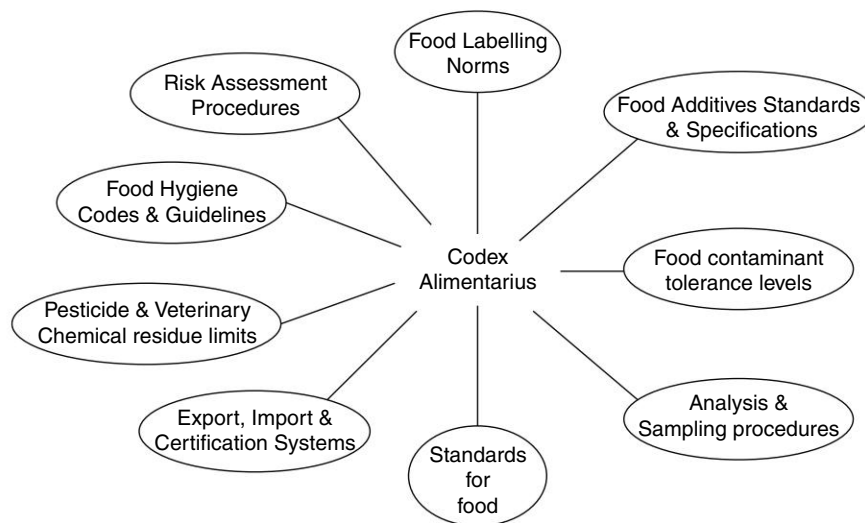 Food Labelling
Norms
Risk Assessment
Procedures
Food Additives Standards
& Specifications
Food Hygiene
Codes & Guidelines
Codex
Alimentarius
Food contaminant
tolerance levels
Pesticide & Veterinary
Chemical residue limits
Export, Import &
Certification Systems
Analysis &
Sampling procedures
Standards
for
food